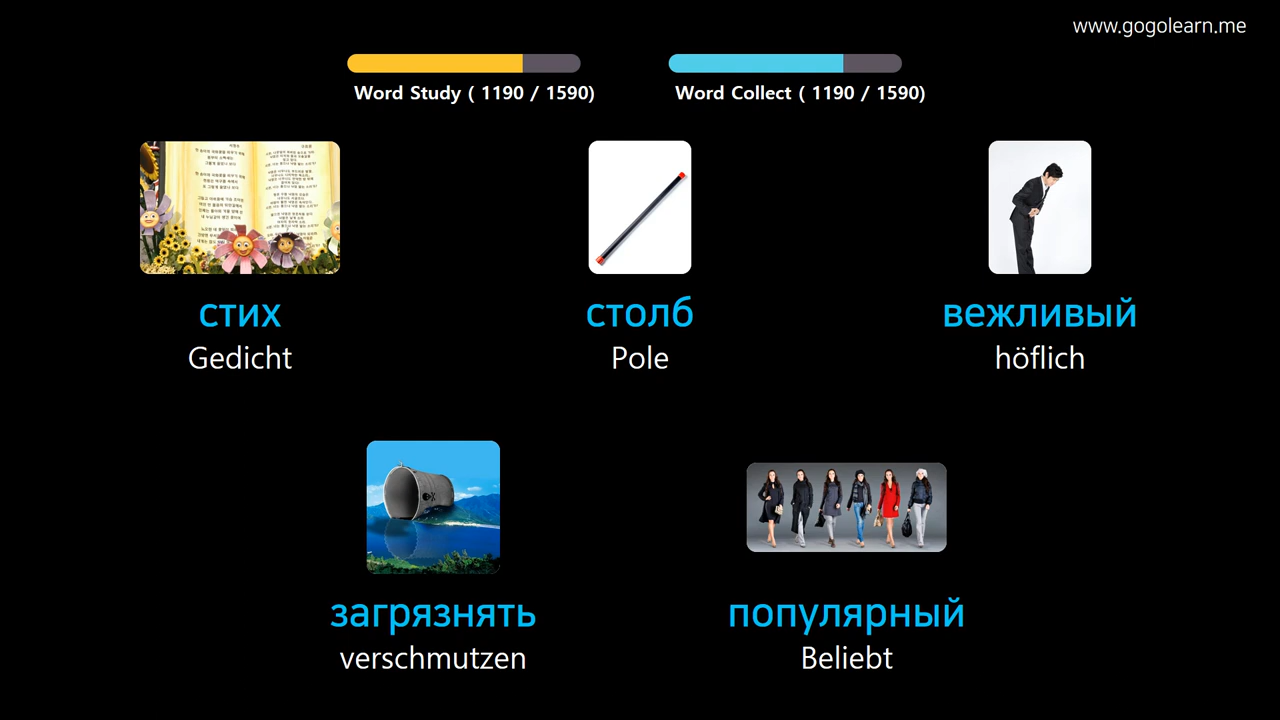 www.gogolearn.me
Word Study ( 1190 / 1590)
Word Collect ( 1190 / 1590)
стих
Gedicht
столб
Pole
вежливый
höflich
загрязнять
verschmutzen
популярный
Beliebt